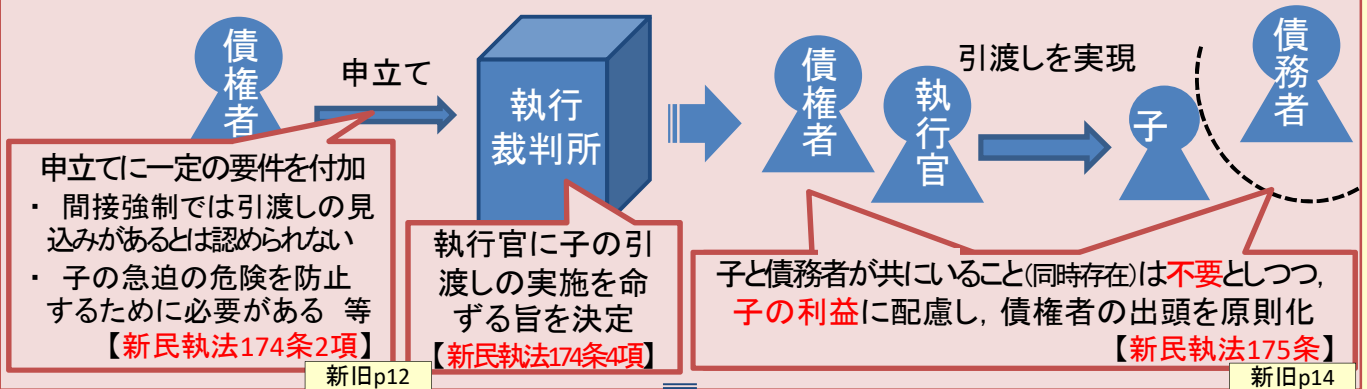 債権者
申立て
執行
裁判所
債権者
執行官
引渡しを実現
子
債務者
申立てに一定の要件を付加
・ 間接強制では引渡しの見
込みがあるとは認められない
・ 子の急迫の危険を防止
するために必要がある 等
【新民執法174条2項】
新旧p12
執行官に子の引
渡しの実施を命
ずる旨を決定
【新民執法174条4項】
子と債務者が共にいること(同時存在)は不要としつつ,
子の利益に配慮し, 債権者の出頭を原則化
【新民執法175条】
新旧p14